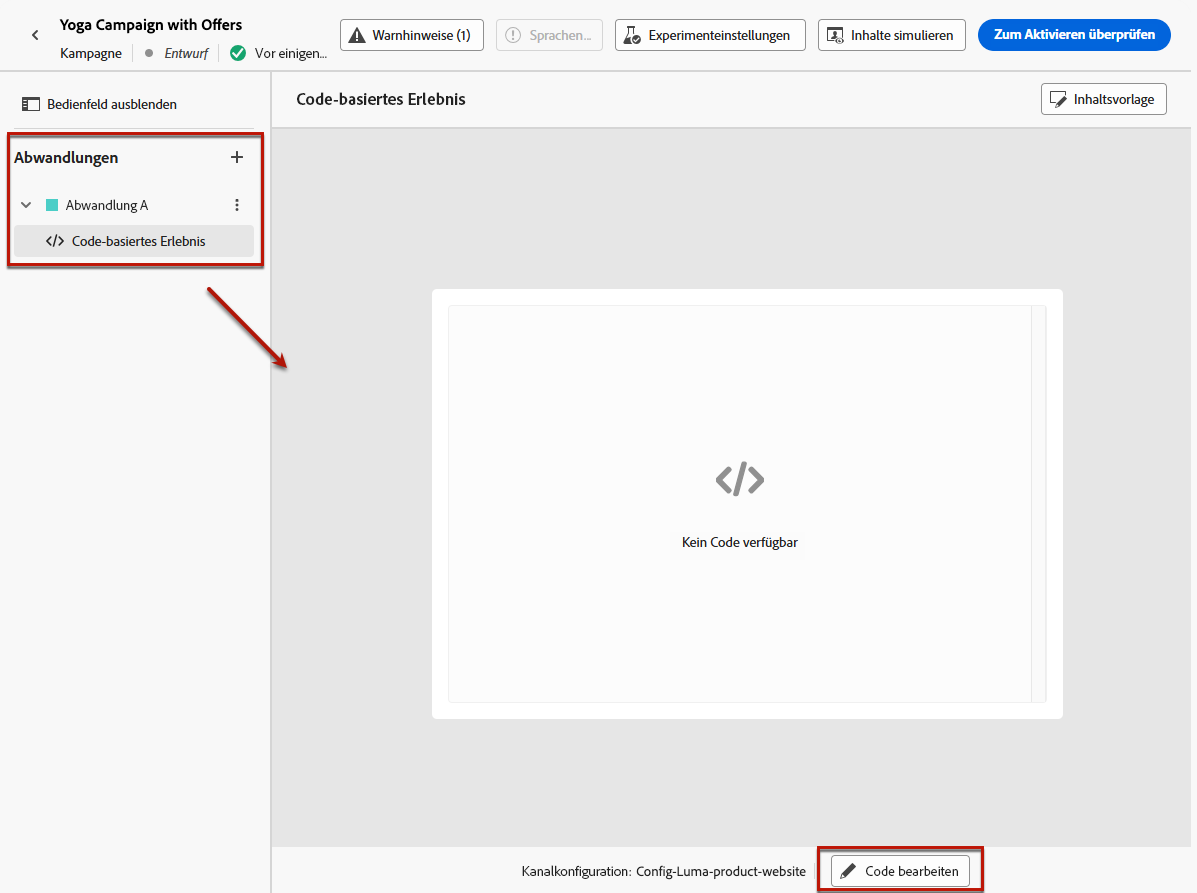 Yoga Campaign with Offers
Kampagne
Entwurf
Vor einigen...
Warnhinweise (1)
Sprachen...
Experimenteinstellungen
Inhalte simulieren
Zum Aktivieren überprüfen
Bedienfeld ausblenden
Code-basiertes Erlebnis
Inhaltsvorlage
Abwandlungen
Abwandlung A
</> Code-basiertes Erlebnis
</>
Kein Code verfügbar
Kanalkonfiguration: Config-Luma-product-website
Code bearbeiten